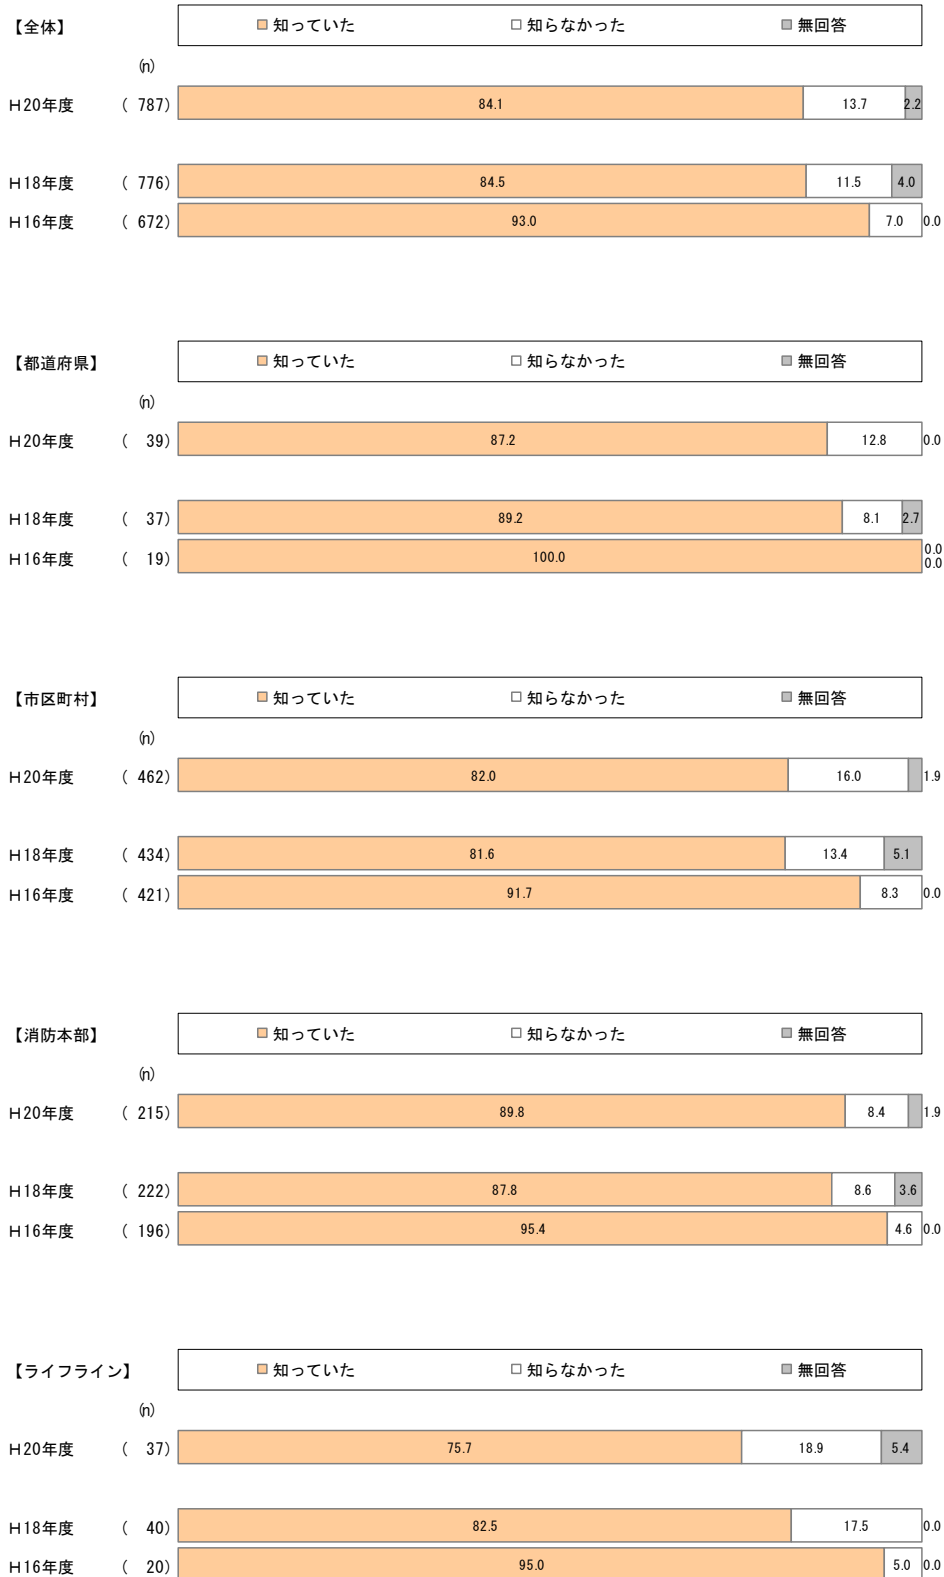 【全体】 知っていた 知らなかった 無回答
(n)
H20年度 ( 787) 84.1 13.7 2.2
H18年度 ( 776) 84.5 11.5 4.0
H16年度 ( 672) 93.0 7.0 0.0
【都道府県】 知っていた 知らなかった 無回答
(n)
H20年度 ( 39) 87.2 12.8 0.0
H18年度 ( 37) 89.2 8.1 2.7
H16年度 ( 19) 100.0 0.0
0.0
【市区町村】 知っていた 知らなかった 無回答
(n)
H20年度 ( 462) 82.0 16.0 1.9
H18年度 ( 434) 81.6 13.4 5.1
H16年度 ( 421) 91.7 8.3 0.0
【消防本部】 知っていた 知らなかった 無回答
(n)
H20年度 ( 215) 89.8 8.4 1.9
H18年度 ( 222) 87.8 8.6 3.6
H16年度 ( 196) 95.4 4.6 0.0
【ライフライン】 知っていた 知らなかった 無回答
(n)
H20年度 ( 37) 75.7 18.9 5.4
H18年度 ( 40) 82.5 17.5 0.0
H16年度 ( 20) 95.0 5.0 0.0